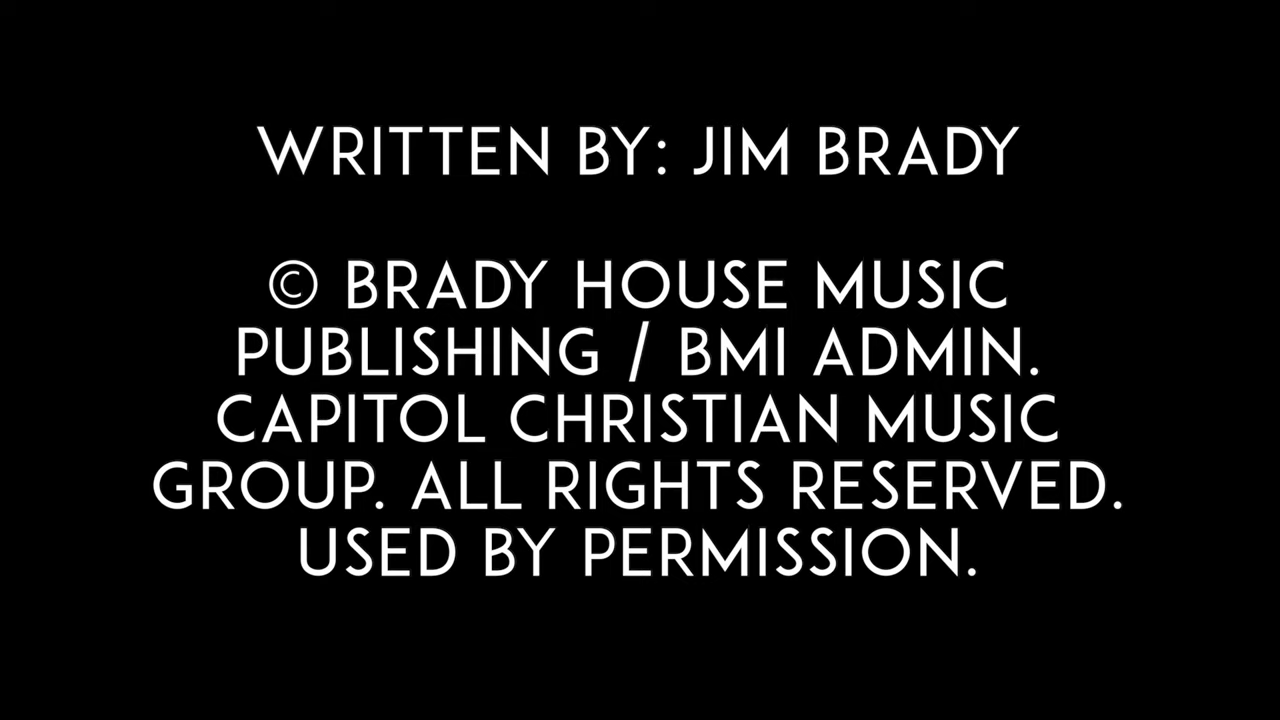 WRITTEN BY: JIM BRADY
© BRADY HOUSE MUSIC
PUBLISHING / BMI ADMIN.
CAPITOL CHRISTIAN MUSIC
GROUP. ALL RIGHTS RESERVED.
USED BY PERMISSION.